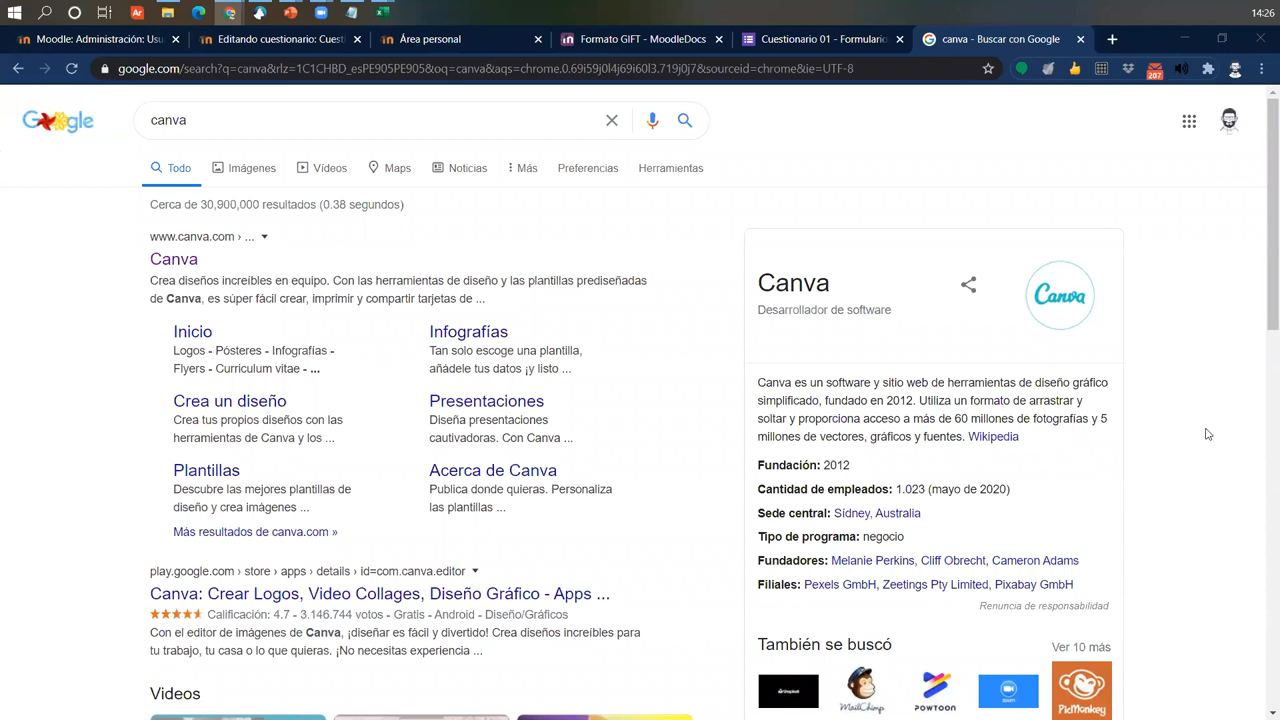 14:26
Moodle: Administración: Usu
Editando cuestionario: Cuest
Área personal
Formato GIFT - MoodleDocs
Cuestionario 01 - Formulario
canva - Buscar con Google
google.com/search?q=canva&rlz=1C1CHBD_esPE905PE905&oq=canva&aqs=chrome.0.69i59j0l4j69i60l3.719j0j7&sourceid=chrome&ie=UTF-8
207
Google
canva
Todo Imágenes Vídeos Maps Noticias Más Preferencias Herramientas
Cerca de 30,900,000 resultados (0.38 segundos)
www.canva.com › ...
Canva
Crea diseños increíbles en equipo. Con las herramientas de diseño y las plantillas prediseñadas
de Canva, es súper fácil crear, imprimir y compartir tarjetas de ...
Inicio
Logos - Pósteres - Infografías -
Flyers - Curriculum vitae - ...
Infografías
Tan solo escoge una plantilla,
añádele tus datos ¡y listo ...
Crea un diseño
Crea tus propios diseños con las
herramientas de Canva y los ...
Presentaciones
Diseña presentaciones
cautivadoras. Con Canva ...
Plantillas
Descubre las mejores plantillas de
diseño y crea imágenes ...
Acerca de Canva
Publica donde quieras. Personaliza
las plantillas ...
Más resultados de canva.com »
play.google.com › store › apps › details › id=com.canva.editor
Canva: Crear Logos, Video Collages, Diseño Gráfico - Apps ...
Calificación: 4.7 - 3.146.744 votos - Gratis - Android - Diseño/Gráficos
Con el editor de imágenes de Canva, ¡diseñar es fácil y divertido! Crea diseños increíbles para
tu trabajo, tu casa o lo que quieras. ¡No necesitas experiencia ...
Videos
Canva
Desarrollador de software
Canva
Canva es un software y sitio web de herramientas de diseño gráfico
simplificado, fundado en 2012. Utiliza un formato de arrastrar y
soltar y proporciona acceso a más de 60 millones de fotografías y 5
millones de vectores, gráficos y fuentes. Wikipedia
Fundación: 2012
Cantidad de empleados: 1.023 (mayo de 2020)
Sede central: Sídney, Australia
Tipo de programa: negocio
Fundadores: Melanie Perkins, Cliff Obrecht, Cameron Adams
Filiales: Pexels GmbH, Zeetings Pty Limited, Pixabay GmbH
Renuncia de responsabilidad
También se buscó
Ver 10 más
MailChimp
POWTOON
PicMonkey